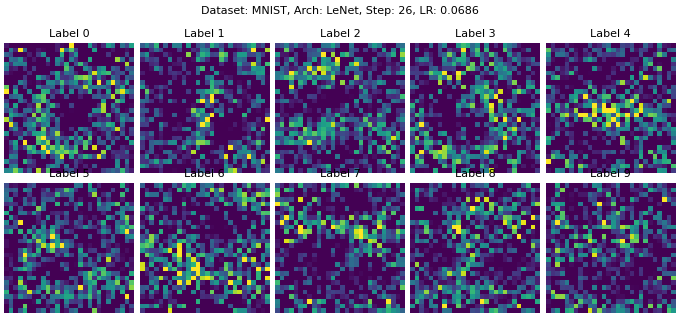 Dataset: MNIST, Arch: LeNet, Step: 26, LR: 0.0686
Label 0
Label 1
Label 2
Label 3
Label 4
Label 5
Label 6
Label 7
Label 8
Label 9